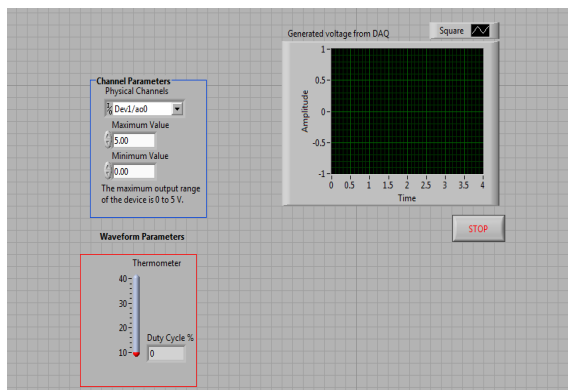 Generated voltage from DAQ
Square
1
0.5
0
-0.5
-1
Amplitude
0 0.5 1 1.5 2 2.5 3 3.5 4
Time
Channel Parameters
Physical Channels
I/O Dev1/ao0
Maximum Value
5.00
Minimum Value
0.00
The maximum output range
of the device is 0 to 5 V.
STOP
Waveform Parameters
Thermometer
40
30
20
10
Duty Cycle %
0